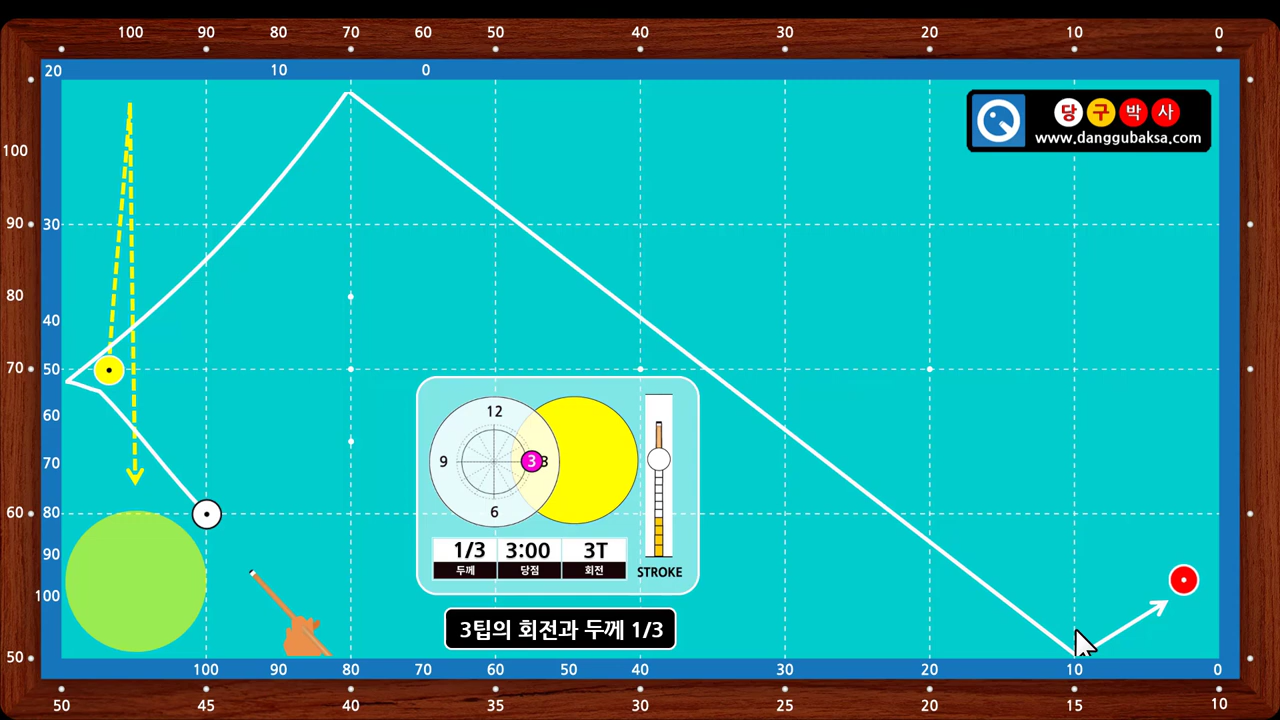 100 90 80 70 60 50 40 30 20 10 0
20 10 0
당구박사
www.danggubaksa.com
100
90 30
80
40
70 50
60
70
60 80
90
100
50
12
9 3 3
6
1/3 3:00 3T
두께 당점 회전
STROKE
3팁의 회전과 두께 1/3
100 90 80 70 60 50 40 30 20 10 0
50 45 40 35 30 25 20 15 10